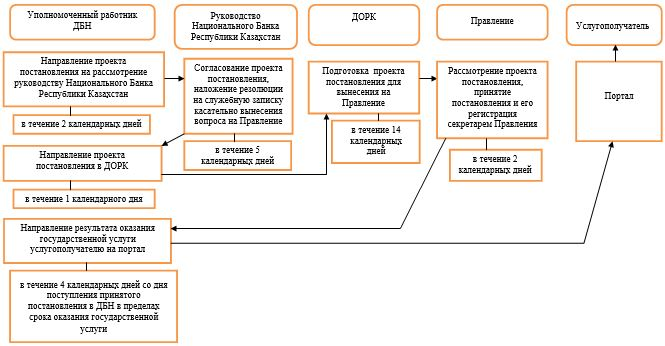 Уполномоченный работник
ДБН
Руководство
Национального Банка
Республики Казахстан
ДОРК
Правление
Услугополучатель
Направление проекта
постановления на рассмотрение
руководству Национального Банка
Республики Казахстан
в течение 2 календарных дней
Согласование проекта
постановления,
наложение резолюции
на служебную записку
касательно вынесения
вопроса на Правление
в течение 5
календарных дней
Подготовка проекта
постановления для
вынесения на
Правление
в течение 14
календарных
дней
Рассмотрение проекта
постановления,
принятие
постановления и его
регистрация
секретарем Правления
в течение 2
календарных дней
Портал
Направление проекта
постановления в ДОРК
в течение 1 календарного дня
Направление результата оказания
государственной услуги
услугополучателю на портал
в течение 4 календарных дней со дня
поступления принятого
постановления в ДБН в пределах
срока оказания государственной
услуги